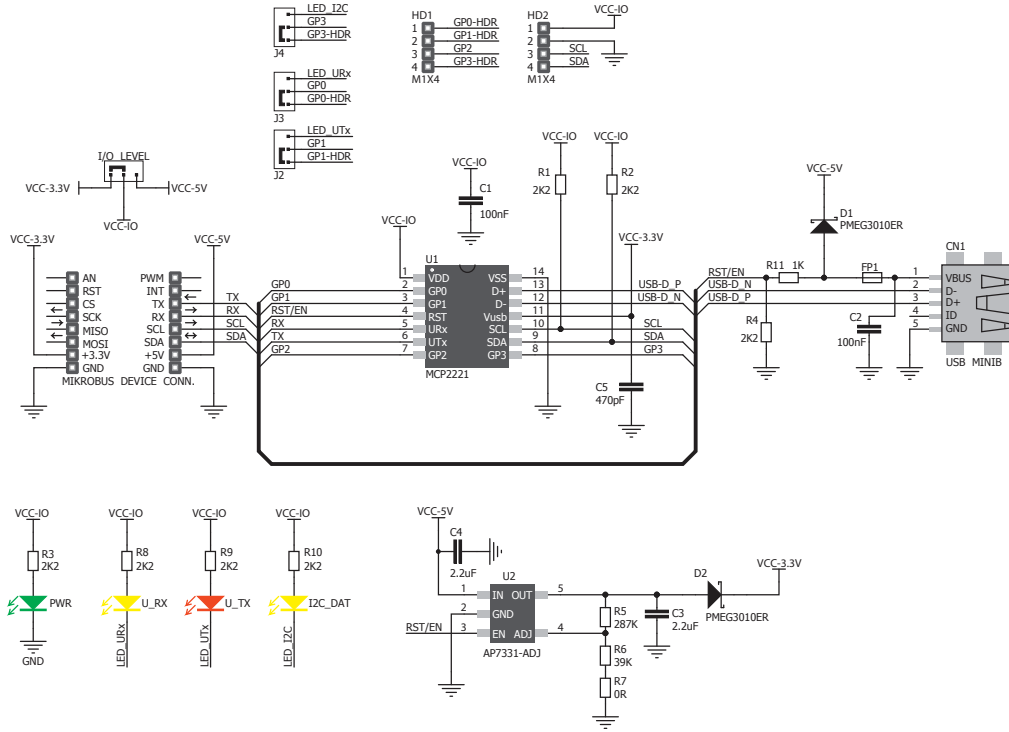 LED_I2C
GP3
GP3-HDR
J4
LED_URx
GP0
GP0-HDR
J3
LED_UTx
GP1
GP1-HDR
J2
HD1
1 GP0-HDR
2 GP1-HDR
3 GP2
4 GP3-HDR
M1X4
HD2
VCC-IO
1
2
3 SCL
4 SDA
M1X4
I/O LEVEL
VCC-3.3V
VCC-5V
VCC-IO
VCC-3.3V
VCC-5V
AN PWM
RST INT
CS TX TX
SCK RX RX
MISO SCL SCL
MOSI SDA SDA
+3.3V +5V
GND GND
MIKROBUS DEVICE CONN.
VCC-IO
C1
100nF
VCC-IO
VCC-IO
VCC-IO
R1
2K2
R2
2K2
VCC-3.3V
U1
1 VDD VSS 14
GP0 2 GP0 D+ 13 USB-D_P
GP1 3 GP1 D- 12 USB-D_N
RST/EN 4 RST Vusb 11
RX 5 URx SCL 10 SCL
TX 6 UTx SDA 9 SDA
GP2 7 GP2 GP3 8 GP3
MCP2221
C5
470pF
VCC-5V
D1
PMEG3010ER
RST/EN
R11 1K
FP1
USB-D_N
USB-D_P
R4
2K2
C2
100nF
CN1
1 VBUS
2 D-
3 D+
4 ID
5 GND
USB MINIB
VCC-IO
R3
2K2
PWR
GND
VCC-IO
R8
2K2
U_RX
LED_URx
VCC-IO
R9
2K2
U_TX
LED_UTx
VCC-IO
R10
2K2
I2C_DAT
LED_I2C
VCC-5V
C4
2.2uF
U2
1 IN OUT 5
2 GND
RST/EN 3 EN ADJ 4
AP7331-ADJ
R5
287K
R6
39K
R7
0R
C3
2.2uF
D2
PMEG3010ER
VCC-3.3V